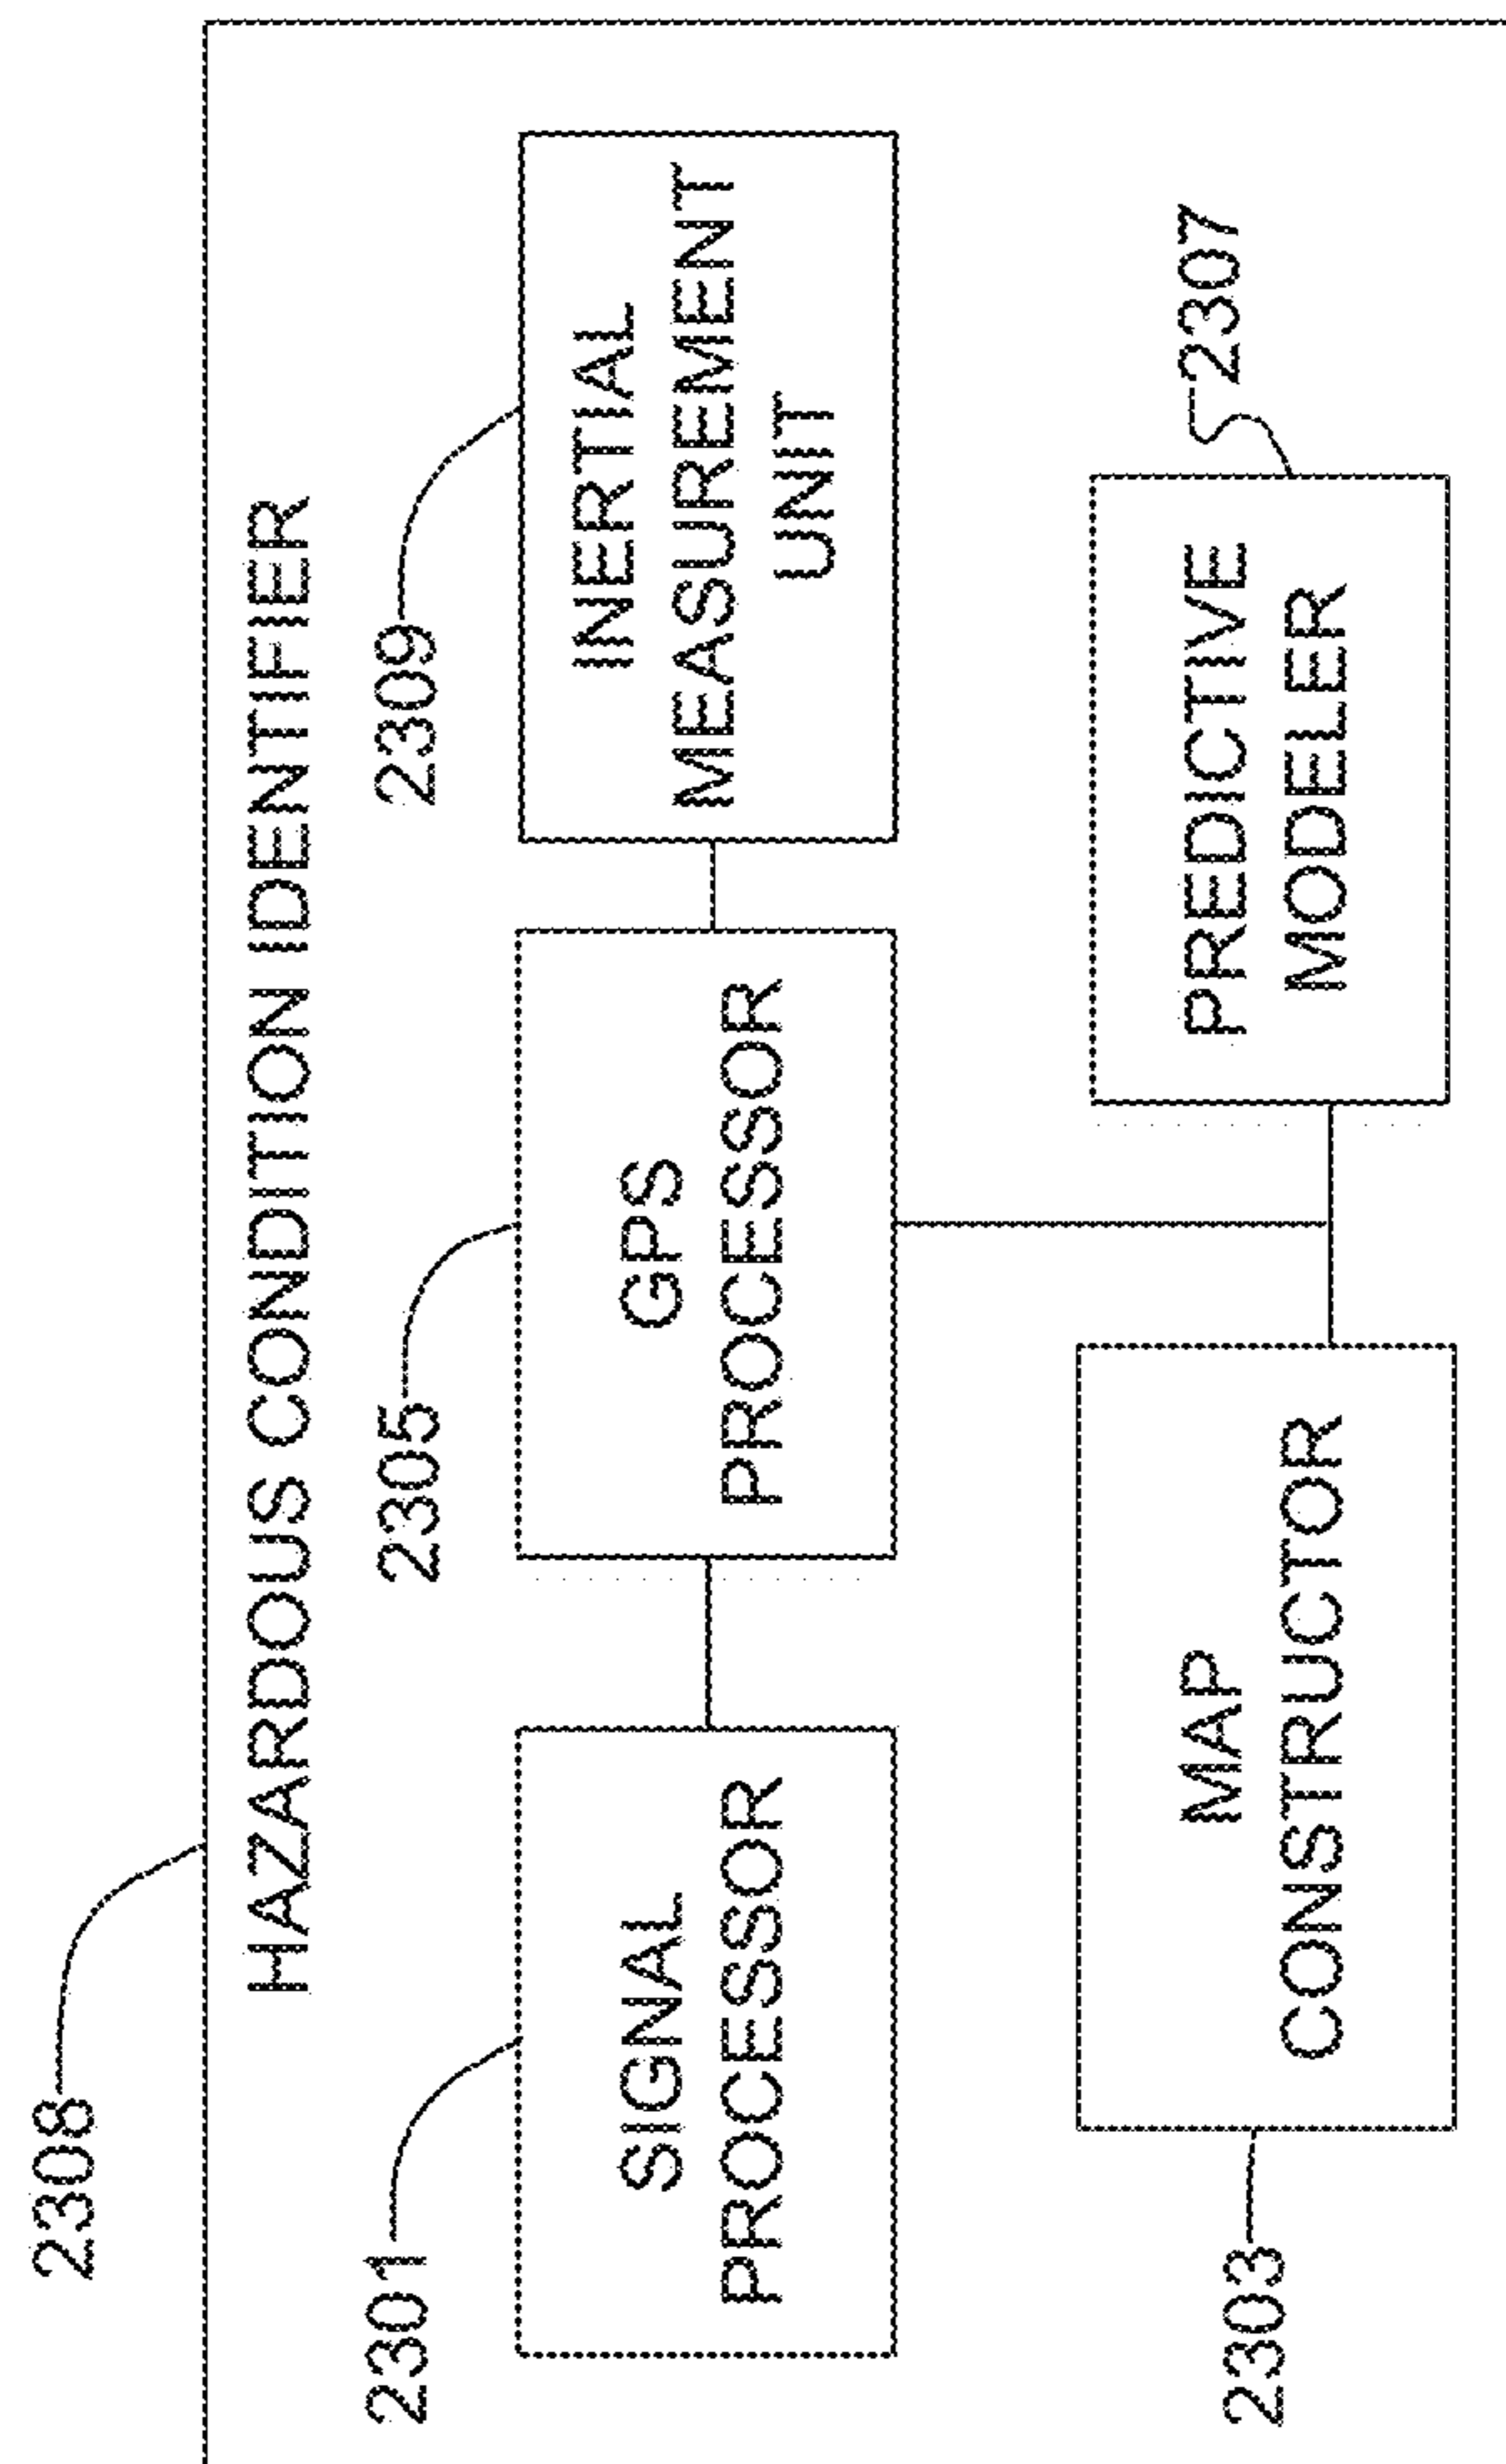 2308
HAZARDOUS CONDITION IDENTIFIER
2301
2305
2309
SIGNAL
PROCESSOR
GPS
PROCESSOR
INERTIAL
MEASUREMENT
UNIT
2303
MAP
CONSTRUCTOR
PREDICTIVE
MODELER
2307